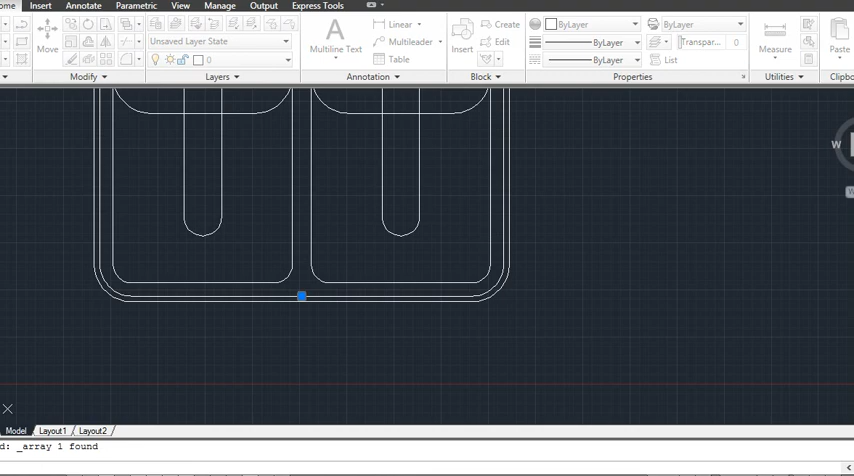 ome Insert Annotate Parametric View Manage Output Express Tools
Linear Create ByLayer ByLayer
Unsaved Layer State
Move Multiline Text Multileader Insert Edit ByLayer Transpar... 0 Measure Paste
0 Table ByLayer List
Modify Layers Annotation Block Properties Utilities Clipbo
W
Model Layout1 Layout2
d: _array 1 found